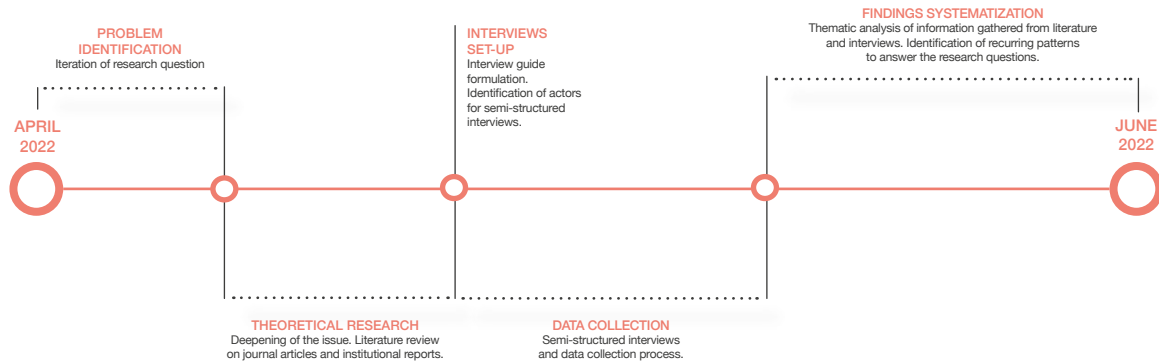 PROBLEM
IDENTIFICATION
Iteration of research question
INTERVIEWS
SET-UP
Interview guide
formulation.
Identification of actors
for semi-structured
interviews.
FINDINGS SYSTEMATIZATION
Thematic analysis of information gathered from literature
and interviews. Identification of recurring patterns
to answer the research questions.
APRIL
2022
JUNE
2022
THEORETICAL RESEARCH
Deepening of the issue. Literature review
on journal articles and institutional reports.
DATA COLLECTION
Semi-structured interviews
and data collection process.